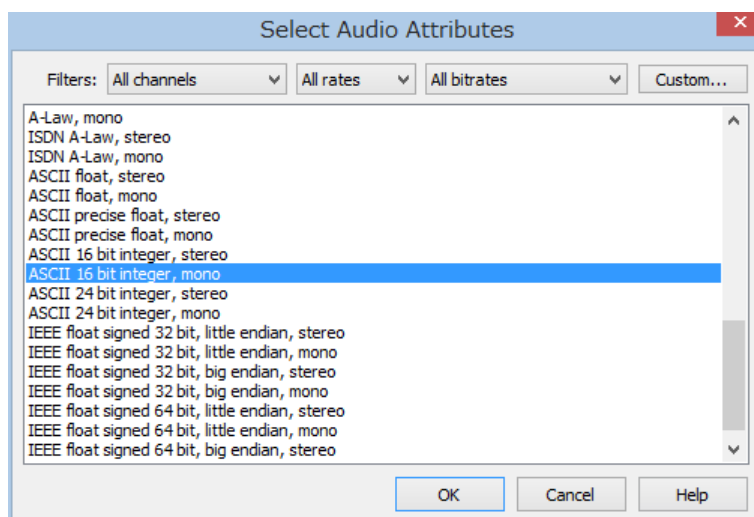 Select Audio Attributes
Filters: All channels All rates All bitrates Custom...
A-Law, mono
ISDN A-Law, stereo
ISDN A-Law, mono
ASCII float, stereo
ASCII float, mono
ASCII precise float, stereo
ASCII precise float, mono
ASCII 16 bit integer, stereo
ASCII 16 bit integer, mono
ASCII 24 bit integer, stereo
ASCII 24 bit integer, mono
IEEE float signed 32 bit, little endian, stereo
IEEE float signed 32 bit, little endian, mono
IEEE float signed 32 bit, big endian, stereo
IEEE float signed 32 bit, big endian, mono
IEEE float signed 64 bit, little endian, stereo
IEEE float signed 64 bit, little endian, mono
IEEE float signed 64 bit, big endian, stereo
OK Cancel Help